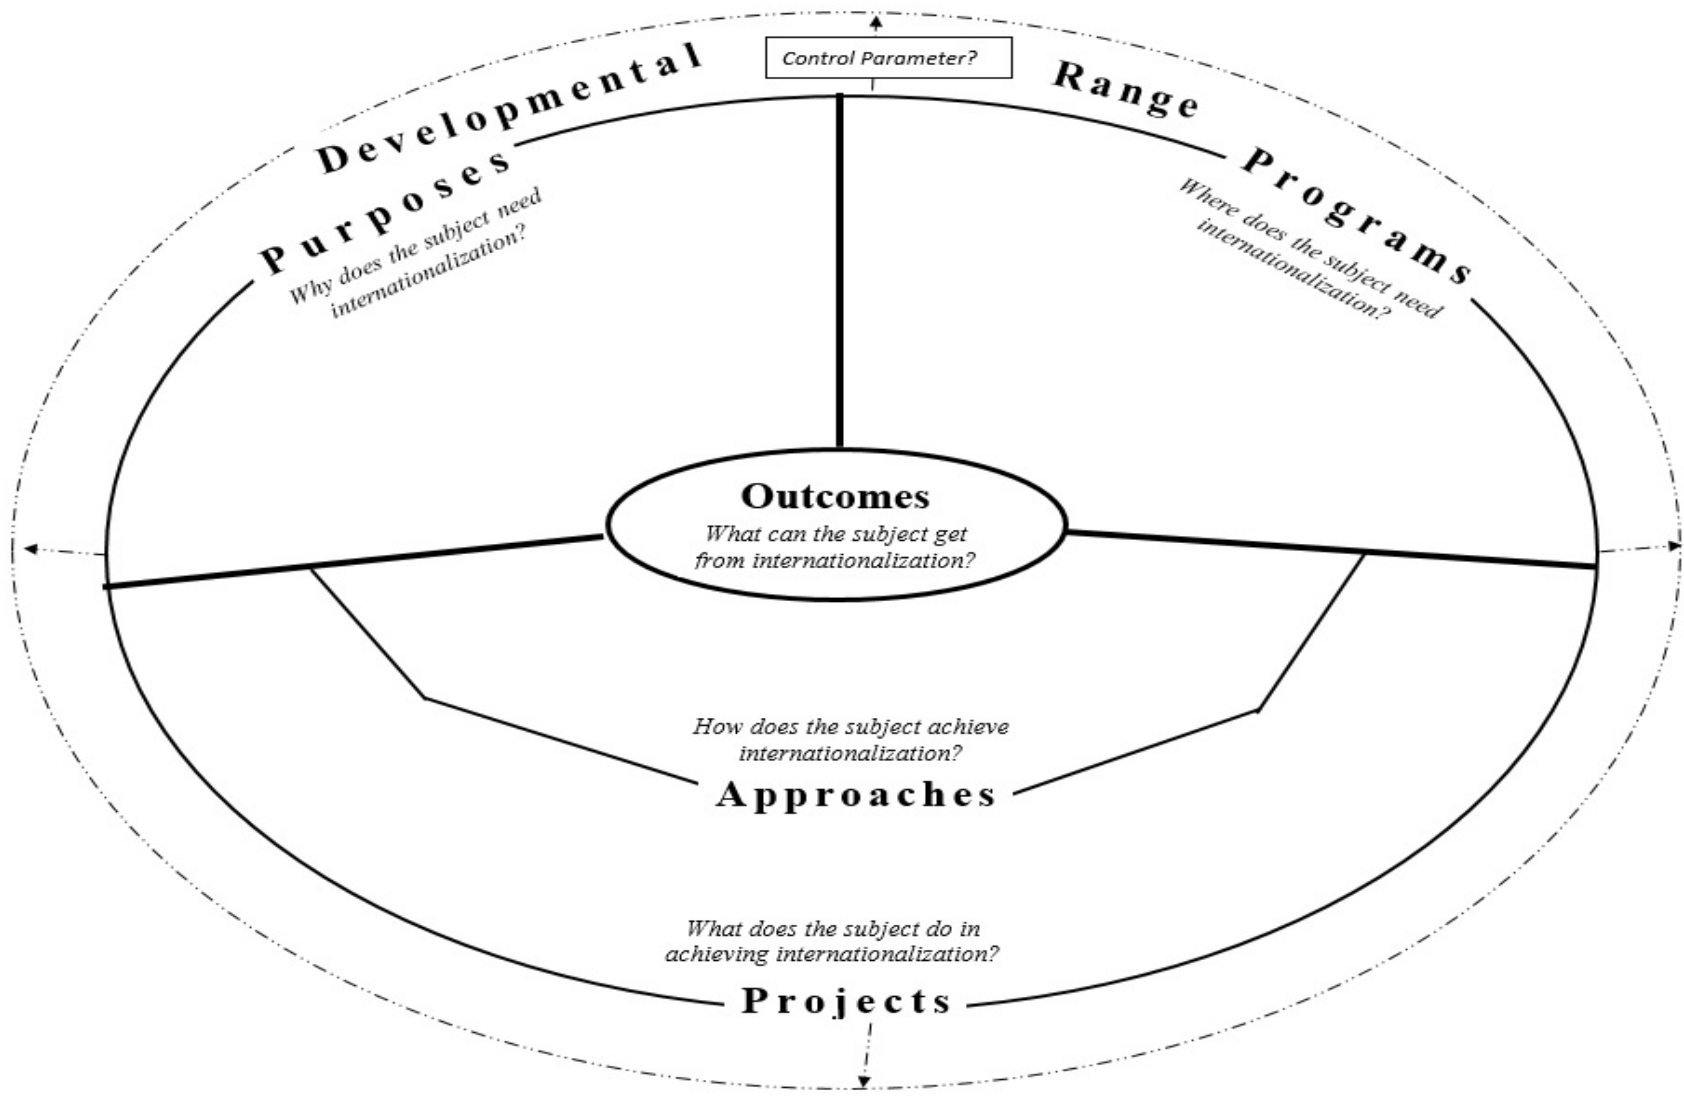 Control Parameter?
Developmental Range
Purposes
Why does the subject need
internationalization?
Programs
Where does the subject need
internationalization?
Outcomes
What can the subject get
from internationalization?
How does the subject achieve
internationalization?
Approaches
What does the subject do in
achieving internationalization?
Projects